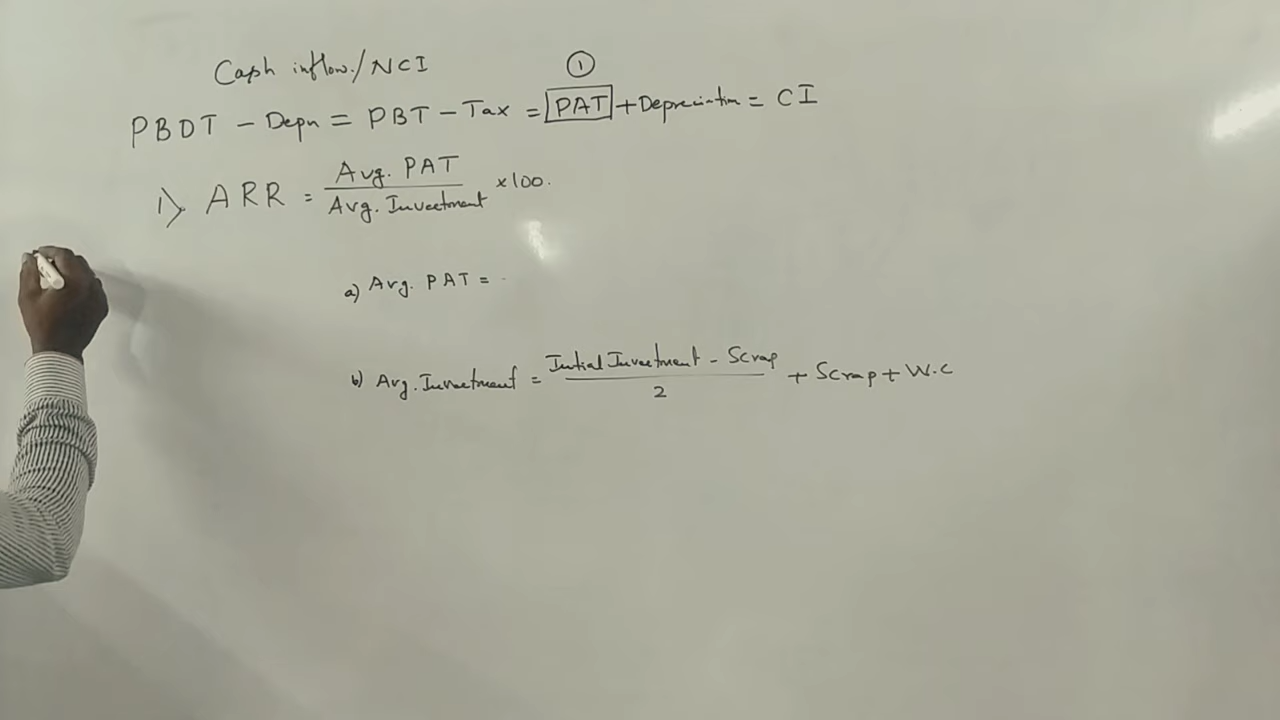 Cash inflow/NCI
①
PBDT - Depn = PBT - Tax = PAT + Depreciation = CI
1) ARR = Avg. PAT / Avg. Investment × 100.
a) Avg. PAT = -
b) Avg. Investment = Initial Investment - Scrap / 2 + Scrap + W.C